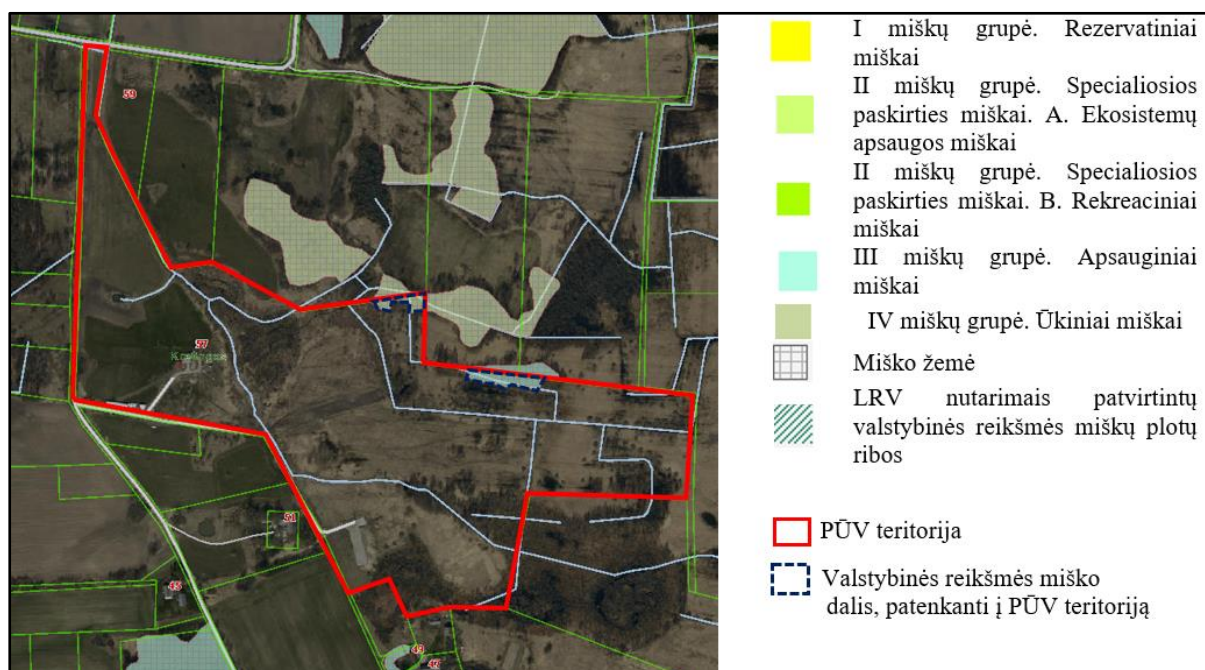 59
57
51
45
49
47
I miškų grupė. Rezervatiniai
miškai
II miškų grupė. Specialiosios
paskirties miškai. A. Ekosistemų
apsaugos miškai
II miškų grupė. Specialiosios
paskirties miškai. B. Rekreaciniai
miškai
III miškų grupė. Apsauginiai
miškai
IV miškų grupė. Ūkiniai miškai
Miško žemė
LRV nutarimais patvirtintų
valstybinės reikšmės miškų plotų
ribos
PŪV teritorija
Valstybinės reikšmės miško
dalis, patenkanti į PŪV teritoriją